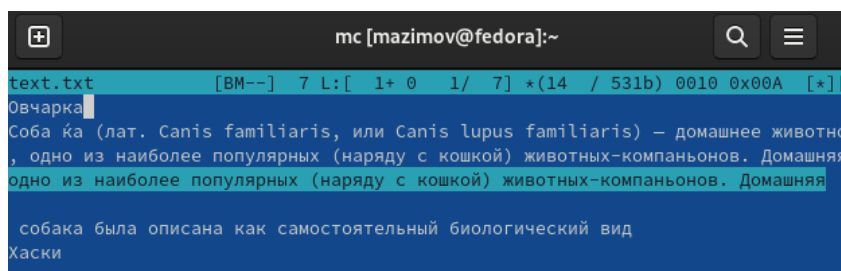 mc [mazimov@fedora]:~
text.txt [BM--] 7 L:[ 1+ 0 1/ 7] *(14 / 531b) 0010 0x00A [*]
Овчарка
Соба ќа (лат. Canis familiaris, или Canis lupus familiaris) — домашнее животно
, одно из наиболее популярных (наряду с кошкой) животных-компаньонов. Домашняя
одно из наиболее популярных (наряду с кошкой) животных-компаньонов. Домашняя
собака была описана как самостоятельный биологический вид
Хаски